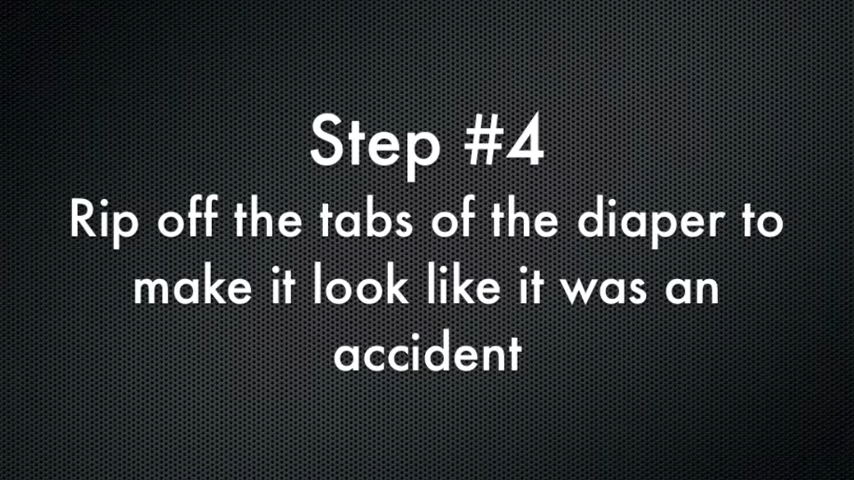 Step #4
Rip off the tabs of the diaper to
make it look like it was an
accident